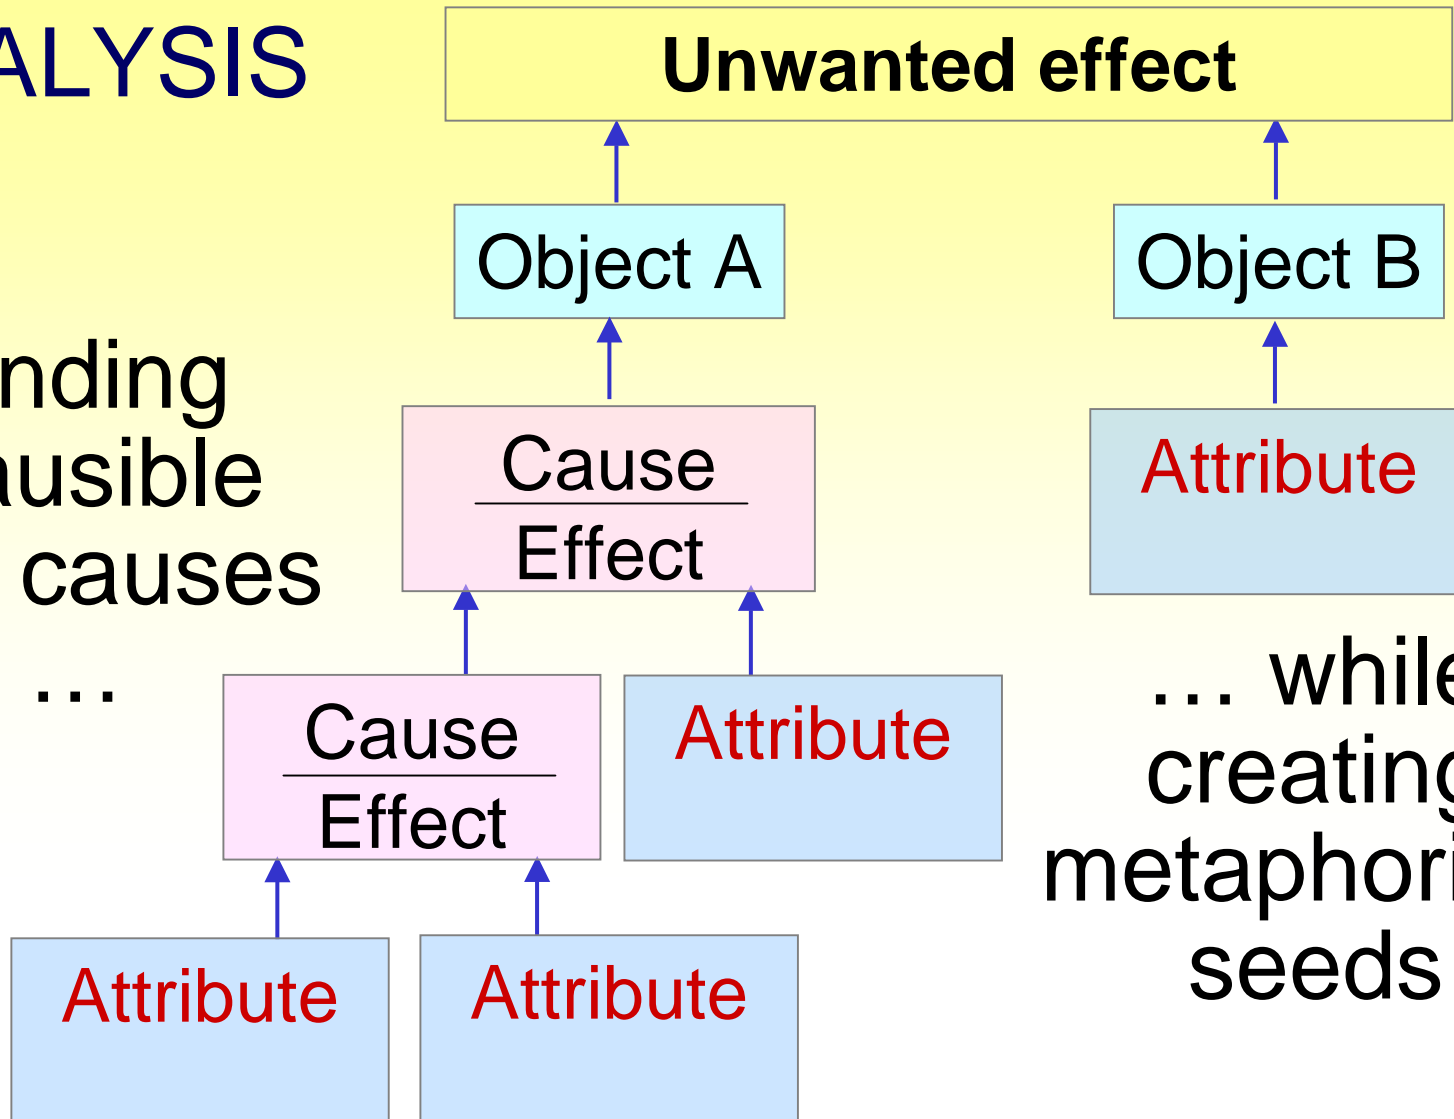 ALYSIS
Unwanted effect
Object A
Object B
nding
ausible
causes
…
Cause
Effect
Attribute
Cause
Effect
Attribute
… while
creating
metaphori
seeds
Attribute
Attribute